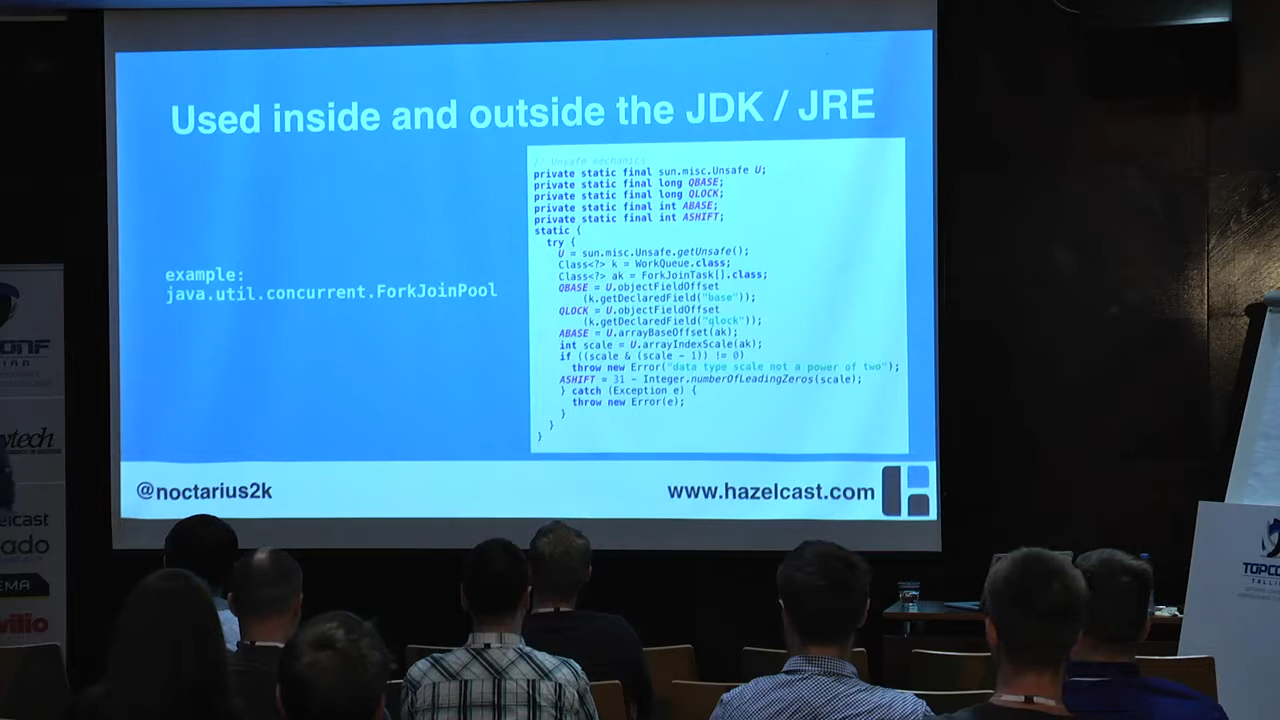 Used inside and outside the JDK / JRE
example:
java.util.concurrent.ForkJoinPool
// Unsafe mechanics
private static final sun.misc.Unsafe U;
private static final long QBASE;
private static final long QLOCK;
private static final int ABASE;
private static final int ASHIFT;
static {
try {
U = sun.misc.Unsafe.getUnsafe();
Class<?> k = WorkQueue.class;
Class<?> ak = ForkJoinTask[].class;
QBASE = U.objectFieldOffset
(k.getDeclaredField("base"));
QLOCK = U.objectFieldOffset
(k.getDeclaredField("qlock"));
ABASE = U.arrayBaseOffset(ak);
int scale = U.arrayIndexScale(ak);
if ((scale & (scale - 1)) != 0)
throw new Error("data type scale not a power of two");
ASHIFT = 31 - Integer.numberOfLeadingZeros(scale);
} catch (Exception e) {
throw new Error(e);
}
}
}
@noctarius2k
www.hazelcast.com